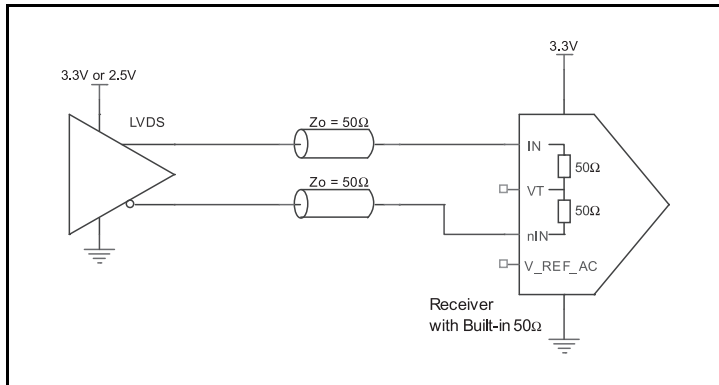 3.3V
3.3V or 2.5V
LVDS
Zo = 50Ω
IN
50Ω
Zo = 50Ω
VT
50Ω
nIN
V_REF_AC
Receiver
with Built-in 50Ω